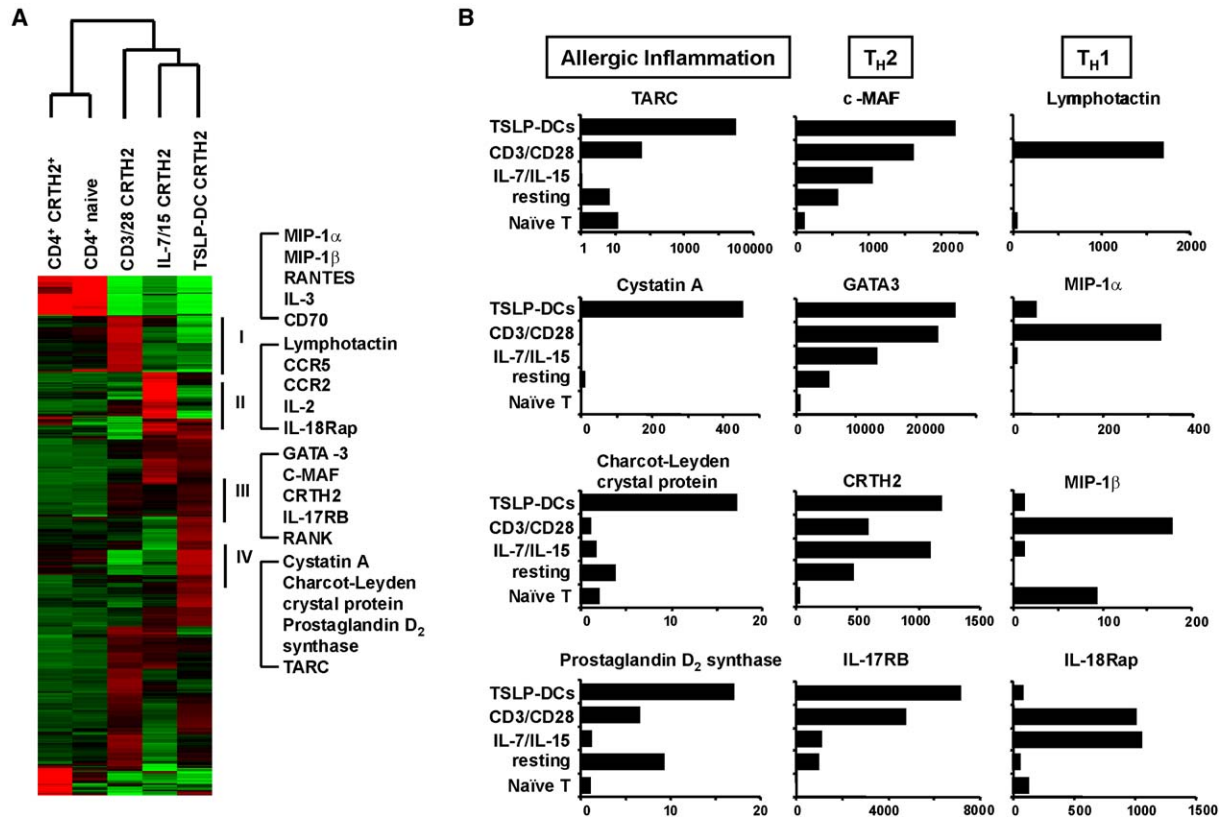 A
CD4+ CRTH2+
CD4+ naive
CD3/28 CRTH2
IL-7/15 CRTH2
TSLP-DC CRTH2
I
II
III
IV
MIP-1α
MIP-1β
RANTES
IL-3
CD70
Lymphotactin
CCR5
CCR2
IL-2
IL-18Rap
GATA-3
C-MAF
CRTH2
IL-17RB
RANK
Cystatin A
Charcot-Leyden
crystal protein
Prostaglandin D2
synthase
TARC
B
Allergic Inflammation
TH2
TH1
TARC
c-MAF
Lymphotactin
TSLP-DCs
CD3/CD28
IL-7/IL-15
resting
Naïve T
1 10 1000 100000
0 1000 2000
0 1000 2000
Cystatin A
GATA3
MIP-1α
TSLP-DCs
CD3/CD28
IL-7/IL-15
resting
Naïve T
0 200 400
0 10000 20000
0 200 400
Charcot-Leyden
crystal protein
CRTH2
MIP-1β
TSLP-DCs
CD3/CD28
IL-7/IL-15
resting
Naïve T
0 10 20
0 500 1000 1500
0 100 200
Prostaglandin D2 synthase
IL-17RB
IL-18Rap
TSLP-DCs
CD3/CD28
IL-7/IL-15
resting
Naïve T
0 10 20
0 4000 8000
0 500 1000 1500